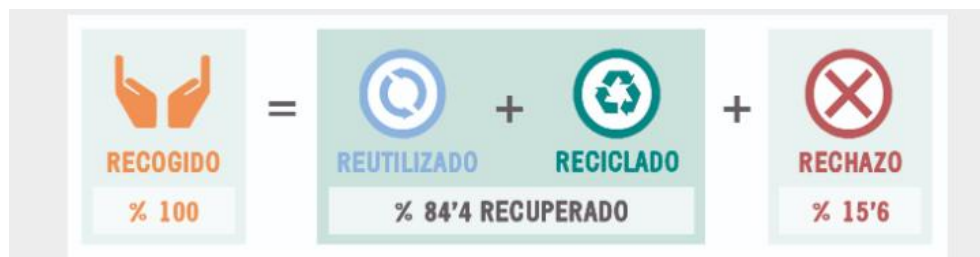 = + +
RECOGIDO REUTILIZADO RECICLADO RECHAZO
% 100 % 84'4 RECUPERADO % 15'6